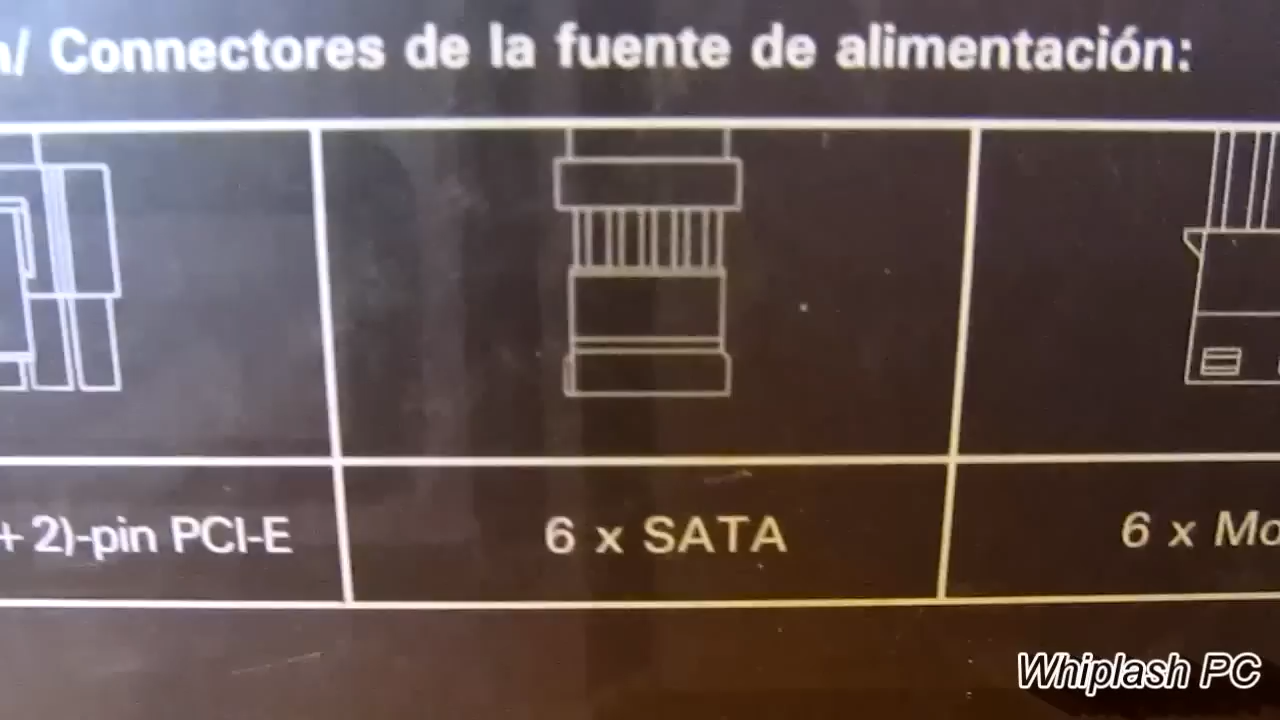 Connectores de la fuente de alimentación:
+ 2)-pin PCI-E
6 x SATA
6 x Mo
Whiplash PC